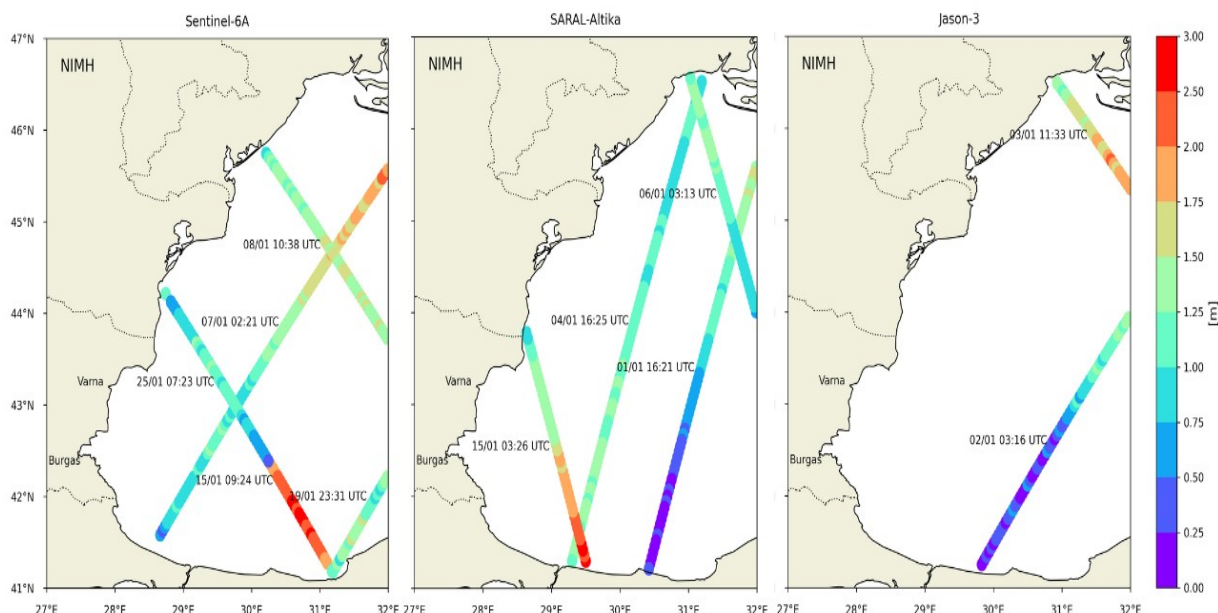 Sentinel-6A
SARAL-Altika
Jason-3
47°N
46°N
45°N
44°N
43°N
42°N
41°N
NIMH
08/01 10:38 UTC
07/01 02:21 UTC
25/01 07:23 UTC
Varna
Burgas
15/01 09:24 UTC
19/01 23:31 UTC
27°E 28°E 29°E 30°E 31°E 32°E
NIMH
06/01 03:13 UTC
04/01 16:25 UTC
01/01 16:21 UTC
15/01 03:26 UTC
27°E 28°E 29°E 30°E 31°E 32°E
NIMH
03/01 11:33 UTC
Varna
Burgas
02/01 03:16 UTC
27°E 28°E 29°E 30°E 31°E 32°E
3.00
2.50
2.00
1.75
1.50
1.25
1.00
0.75
0.50
0.25
0.00
[m]